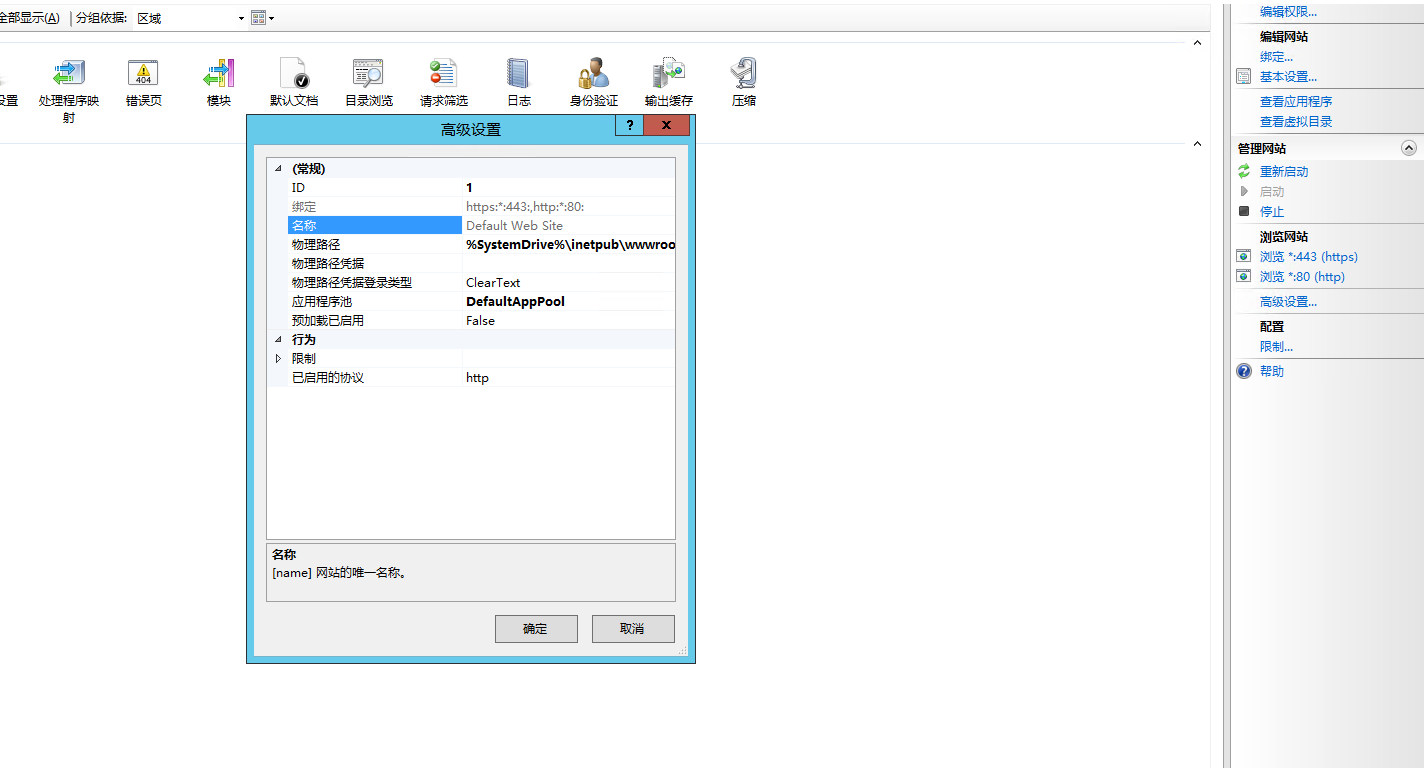 全部显示(A) 分组依据: 区域
置 处理程序映射 错误页 模块 默认文档 目录浏览 请求筛选 日志 身份验证 输出缓存 压缩
404
高级设置
? x
(常规)
ID 1
绑定 https:*:443:,http:*:80:
名称 Default Web Site
物理路径 %SystemDrive%\inetpub\wwwroo
物理路径凭据
物理路径凭据登录类型 ClearText
应用程序池 DefaultAppPool
预加载已启用 False
行为
限制
已启用的协议 http
名称
[name] 网站的唯一名称。
确定 取消
编辑权限...
编辑网站
绑定...
基本设置...
查看应用程序
查看虚拟目录
管理网站
重新启动
启动
停止
浏览网站
浏览 *:443 (https)
浏览 *:80 (http)
高级设置...
配置
限制...
帮助